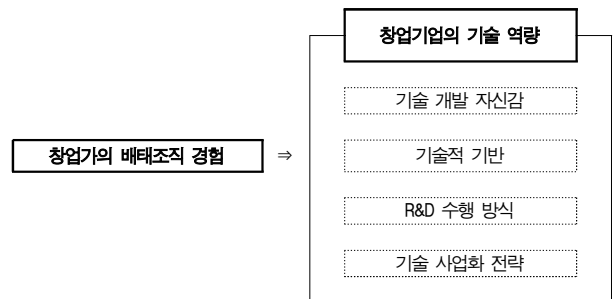 창업기업의 기술 역량
기술 개발 자신감
창업가의 배태조직 경험 ⇒
기술적 기반
R&D 수행 방식
기술 사업화 전략